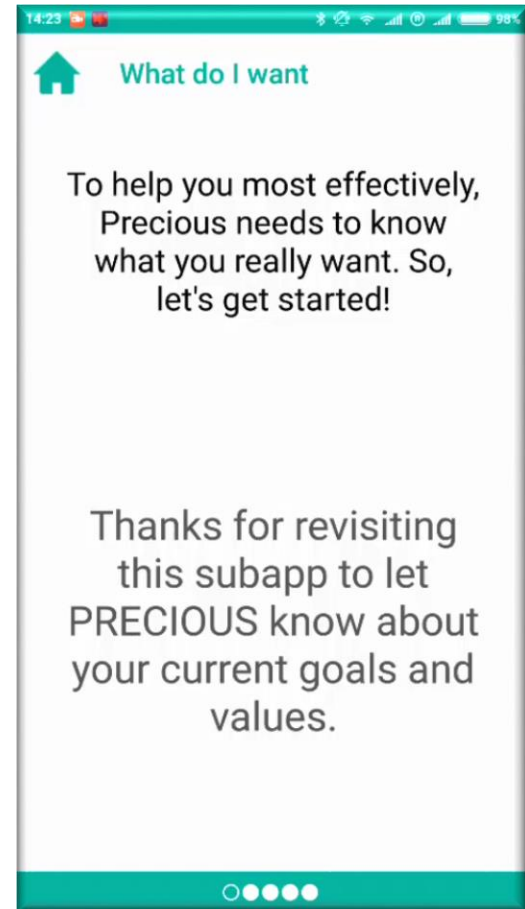 14:23
98%
What do I want
To help you most effectively,
Precious needs to know
what you really want. So,
let's get started!
Thanks for revisiting
this subapp to let
PRECIOUS know about
your current goals and
values.